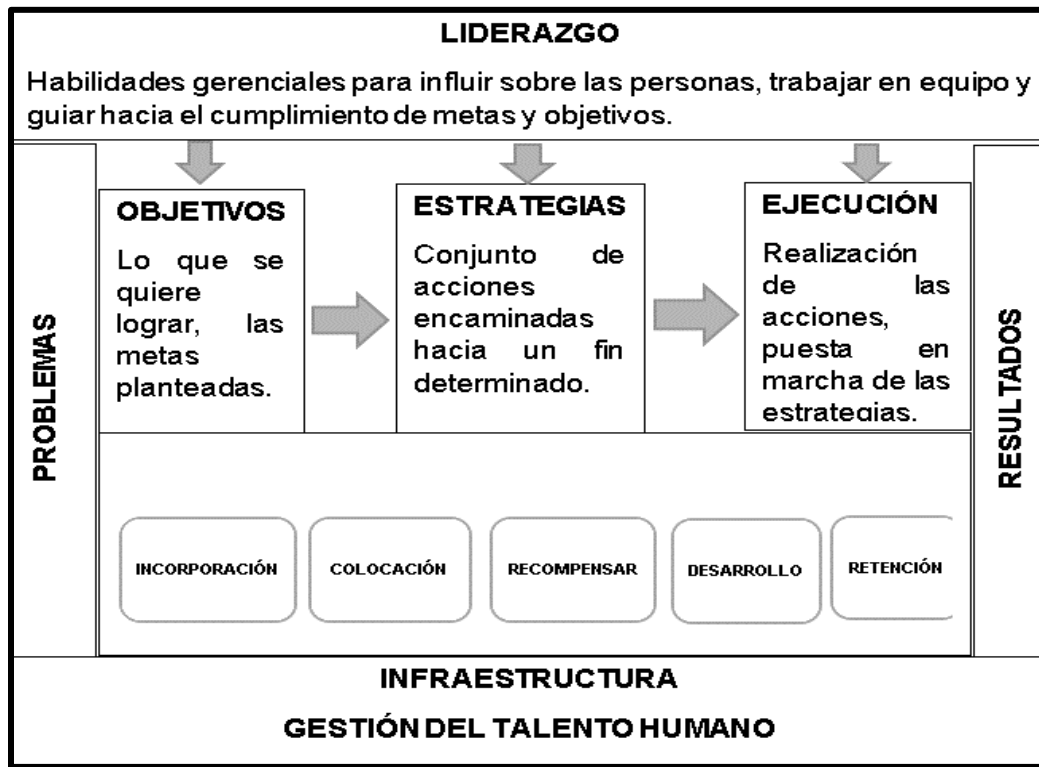 LIDERAZGO
Habilidades gerenciales para influir sobre las personas, trabajar en equipo y
guiar hacia el cumplimiento de metas y objetivos.
PROBLEMAS
OBJETIVOS
Lo que se
quiere
lograr, las
metas
planteadas.
ESTRATEGIAS
Conjunto de
acciones
encaminadas
hacia un fin
determinado.
EJECUCIÓN
Realización
de las
acciones,
puesta en
marcha de las
estrategias.
RESULTADOS
INCORPORACIÓN
COLOCACIÓN
RECOMPENSAR
DESARROLLO
RETENCIÓN
INFRAESTRUCTURA
GESTIÓN DEL TALENTO HUMANO